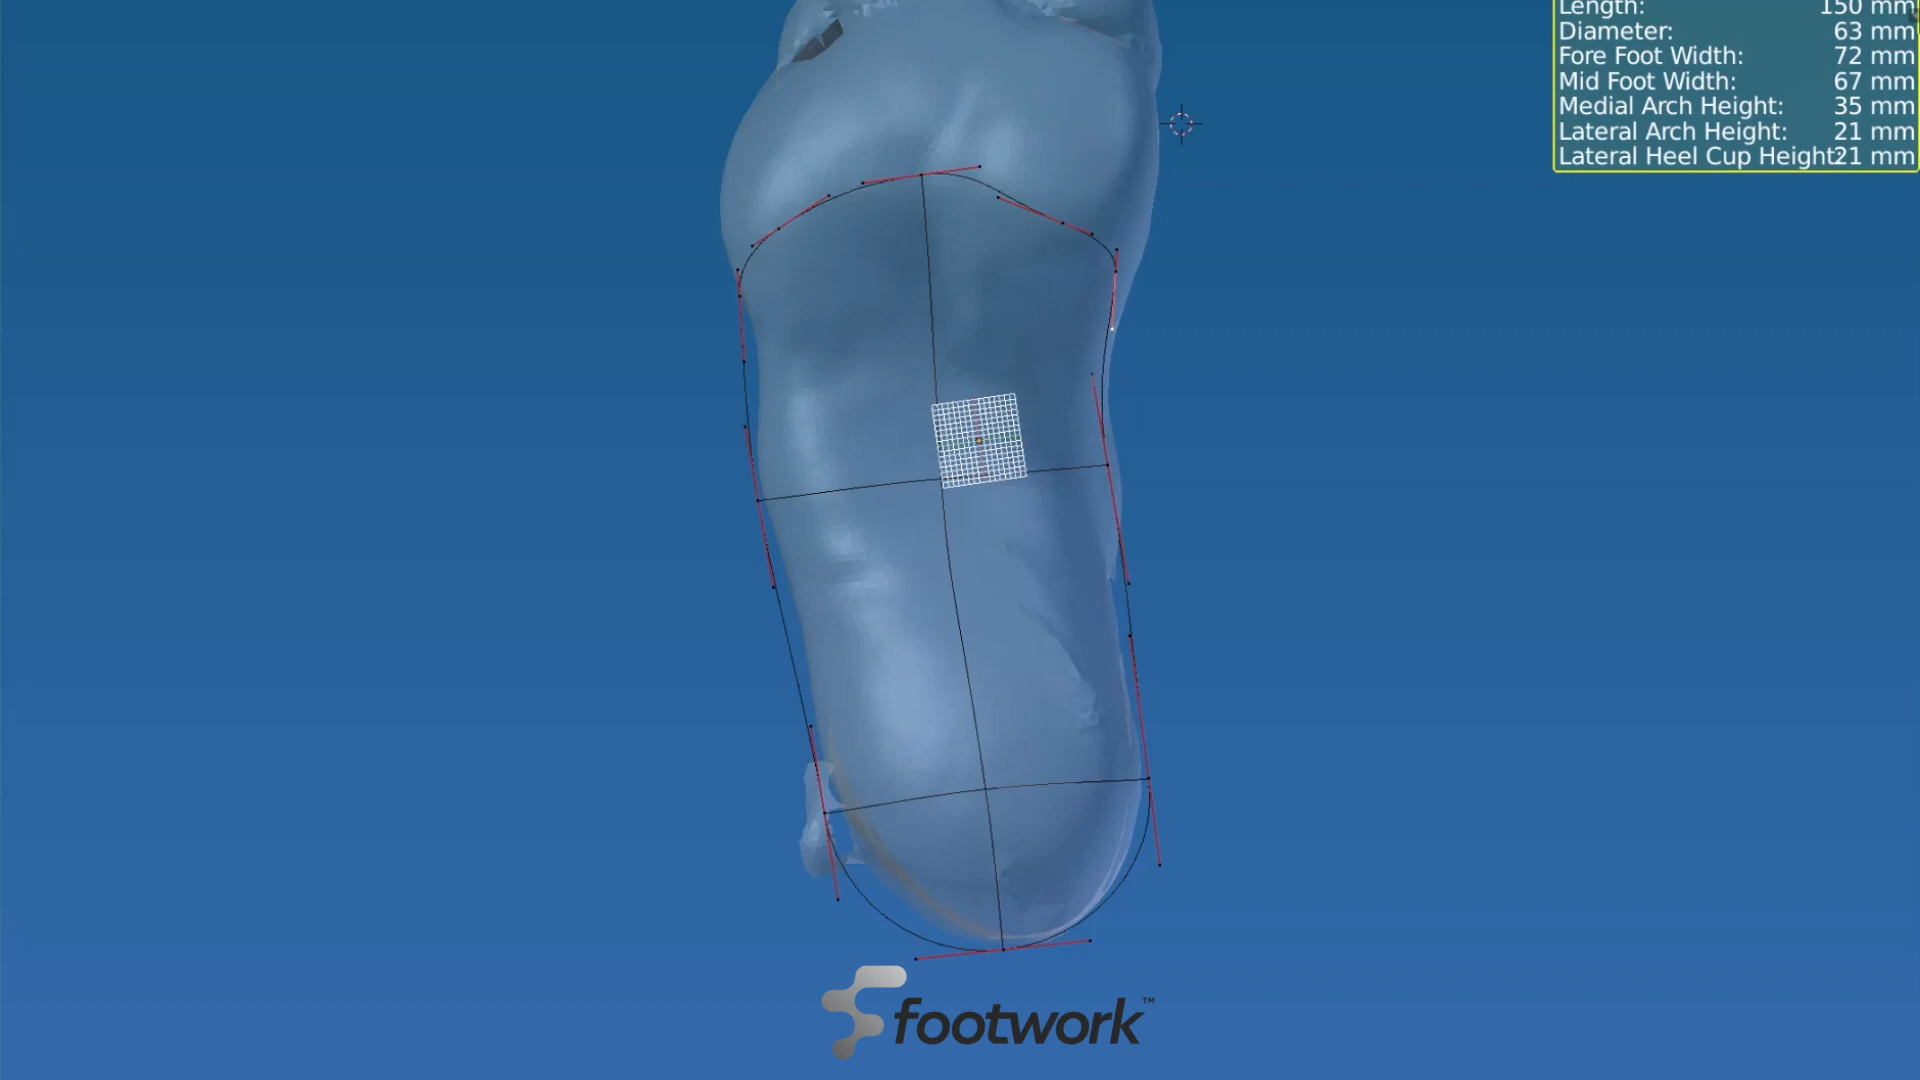 Length: 150 mm
Diameter: 63 mm
Fore Foot Width: 72 mm
Mid Foot Width: 67 mm
Medial Arch Height: 35 mm
Lateral Arch Height: 21 mm
Lateral Heel Cup Height: 21 mm
footwork™